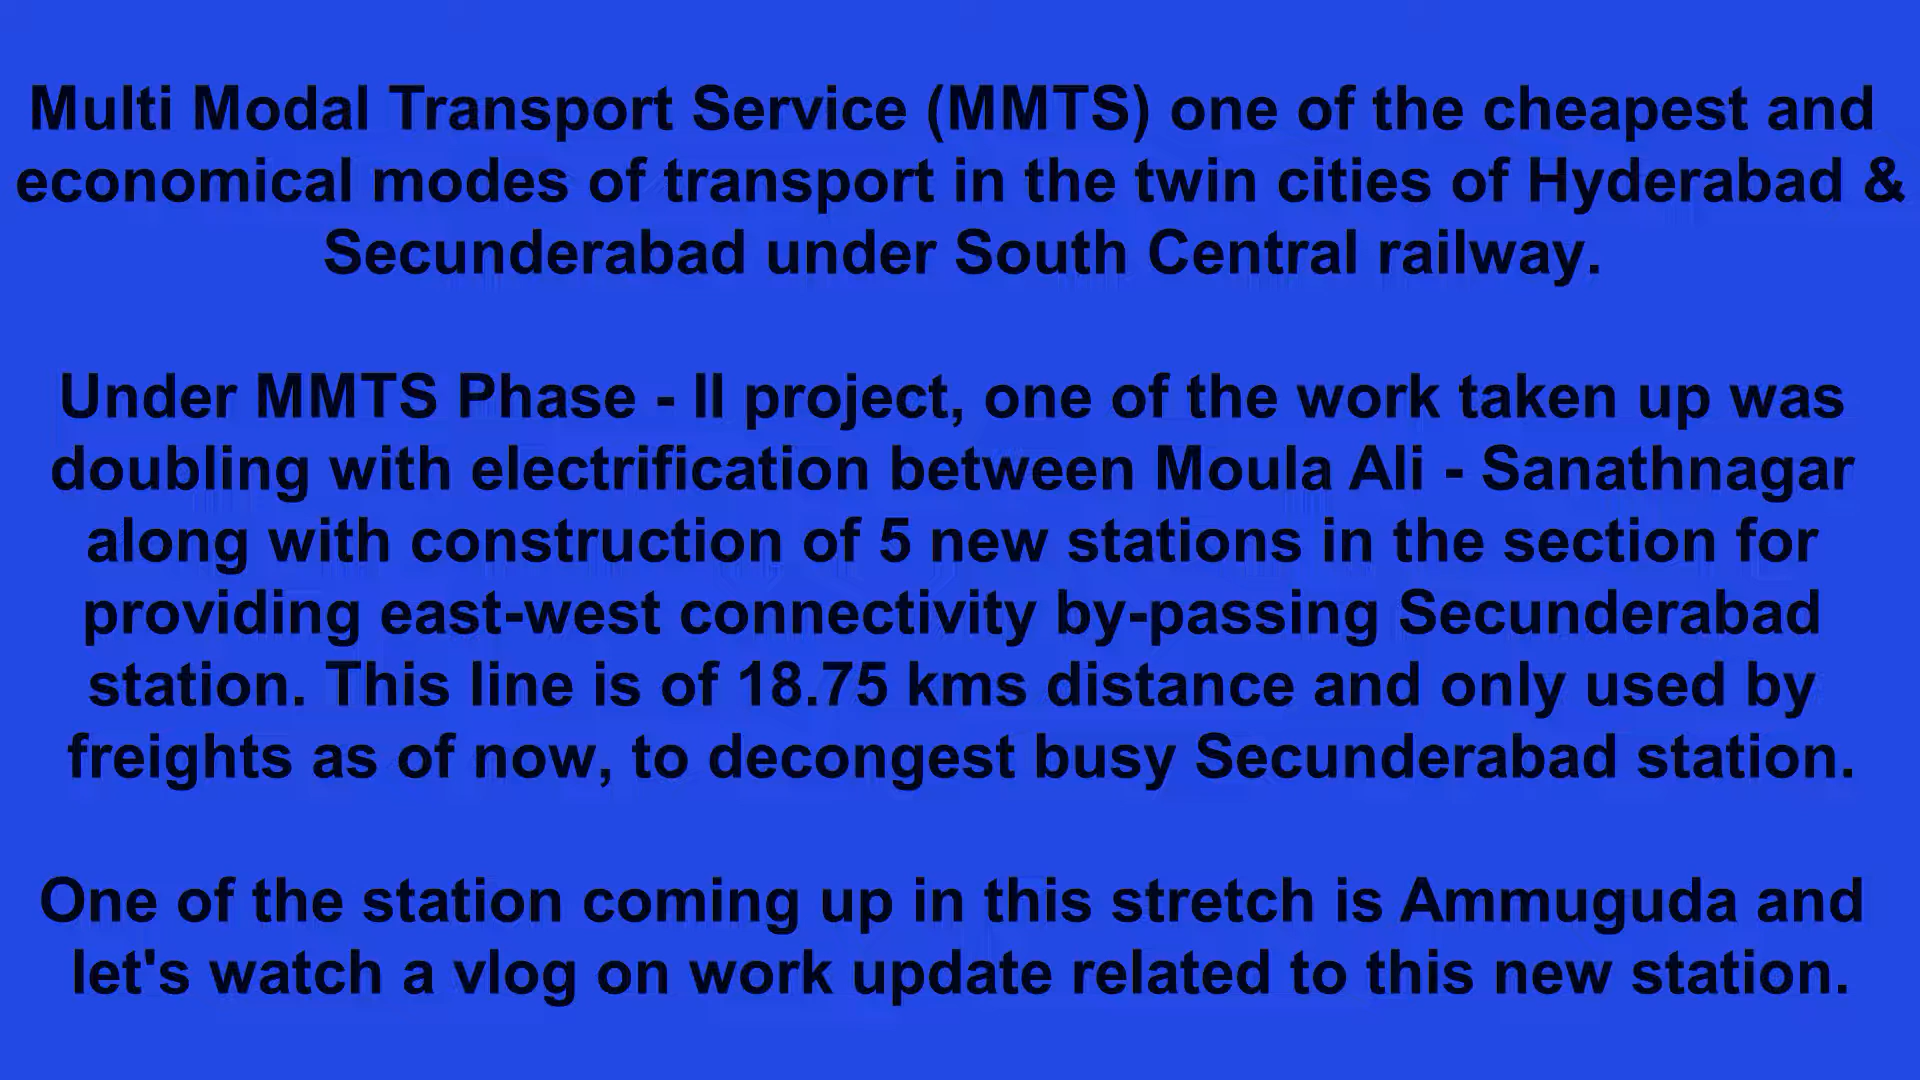 Multi Modal Transport Service (MMTS) one of the cheapest and
economical modes of transport in the twin cities of Hyderabad &
Secunderabad under South Central railway.
Under MMTS Phase - II project, one of the work taken up was
doubling with electrification between Moula Ali - Sanathnagar
along with construction of 5 new stations in the section for
providing east-west connectivity by-passing Secunderabad
station. This line is of 18.75 kms distance and only used by
freights as of now, to decongest busy Secunderabad station.
One of the station coming up in this stretch is Ammuguda and
let's watch a vlog on work update related to this new station.